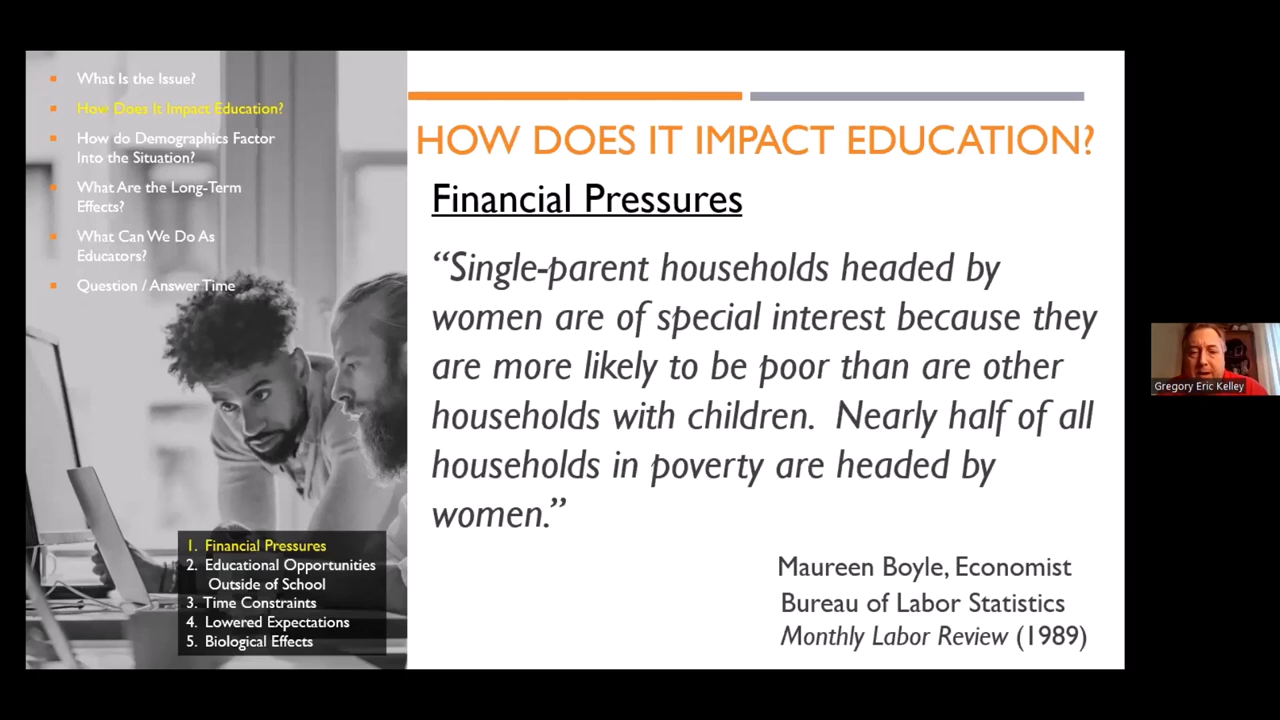 What Is the Issue?
How Does It Impact Education?
How do Demographics Factor
Into the Situation?
What Are the Long-Term
Effects?
What Can We Do As
Educators?
Question / Answer Time
1. Financial Pressures
2. Educational Opportunities
Outside of School
3. Time Constraints
4. Lowered Expectations
5. Biological Effects
HOW DOES IT IMPACT EDUCATION?
Financial Pressures
“Single-parent households headed by
women are of special interest because they
are more likely to be poor than are other
households with children.  Nearly half of all
households in poverty are headed by
women.”
Maureen Boyle, Economist
Bureau of Labor Statistics
Monthly Labor Review (1989)
Gregory Eric Kelley